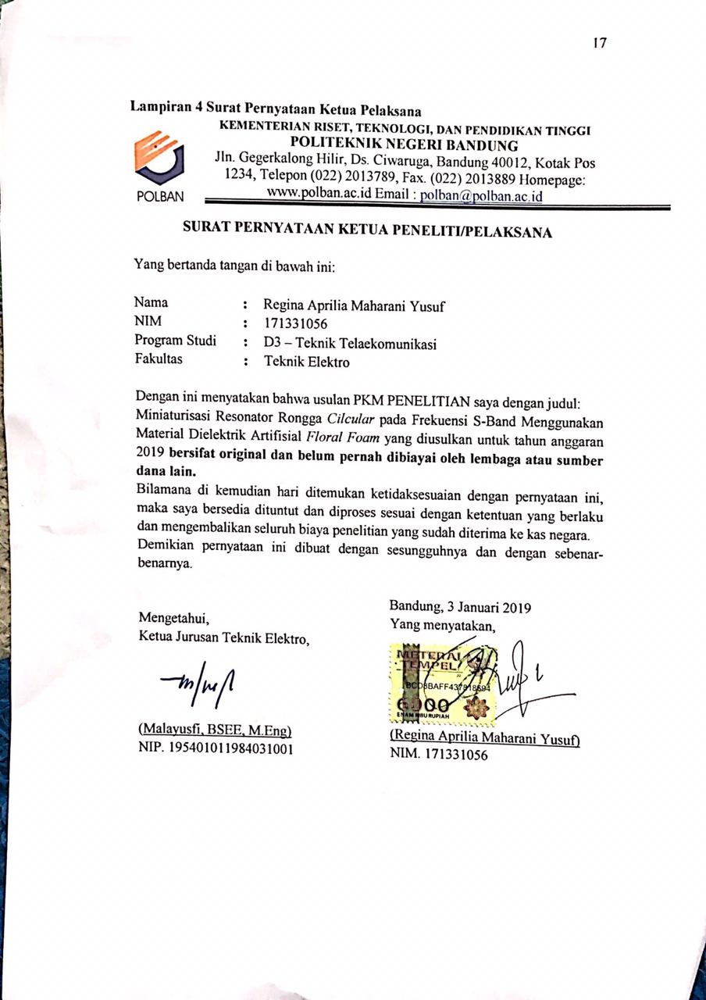 17
Lampiran 4 Surat Pernyataan Ketua Pelaksana
KEMENTERIAN RISET, TEKNOLOGI, DAN PENDIDIKAN TINGGI
POLITEKNIK NEGERI BANDUNG
Jln. Gegerkalong Hilir, Ds. Ciwaruga, Bandung 40012, Kotak Pos
1234, Telepon (022) 2013789, Fax. (022) 2013889 Homepage:
www.polban.ac.id Email : polban@polban.ac.id
POLBAN
SURAT PERNYATAAN KETUA PENELITI/PELAKSANA
Yang bertanda tangan di bawah ini:
Nama : Regina Aprilia Maharani Yusuf
NIM : 171331056
Program Studi : D3 – Teknik Telaekomunikasi
Fakultas : Teknik Elektro
Dengan ini menyatakan bahwa usulan PKM PENELITIAN saya dengan judul:
Miniaturisasi Resonator Rongga Cilcular pada Frekuensi S-Band Menggunakan
Material Dielektrik Artifisial Floral Foam yang diusulkan untuk tahun anggaran
2019 bersifat original dan belum pernah dibiayai oleh lembaga atau sumber
dana lain.
Bilamana di kemudian hari ditemukan ketidaksesuaian dengan pernyataan ini,
maka saya bersedia dituntut dan diproses sesuai dengan ketentuan yang berlaku
dan mengembalikan seluruh biaya penelitian yang sudah diterima ke kas negara.
Demikian pernyataan ini dibuat dengan sesungguhnya dan dengan sebenar-
benarnya.
Bandung, 3 Januari 2019
Mengetahui,
Yang menyatakan,
Ketua Jurusan Teknik Elektro,
METERAI
TEMPEL
6000
ENAM RIBU RUPIAH
(Malayusfi, BSEE, M.Eng)
NIP. 195401011984031001
(Regina Aprilia Maharani Yusuf)
NIM. 171331056